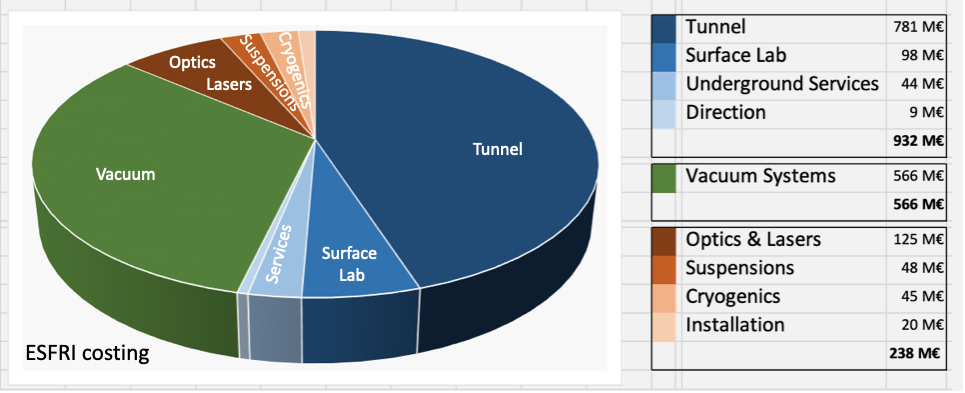 Optics
Lasers
Suspensions
Cryogenics
Tunnel
Vacuum
Services
Surface
Lab
ESFRI costing
Tunnel 781 M€
Surface Lab 98 M€
Underground Services 44 M€
Direction 9 M€
932 M€
Vacuum Systems 566 M€
566 M€
Optics & Lasers 125 M€
Suspensions 48 M€
Cryogenics 45 M€
Installation 20 M€
238 M€